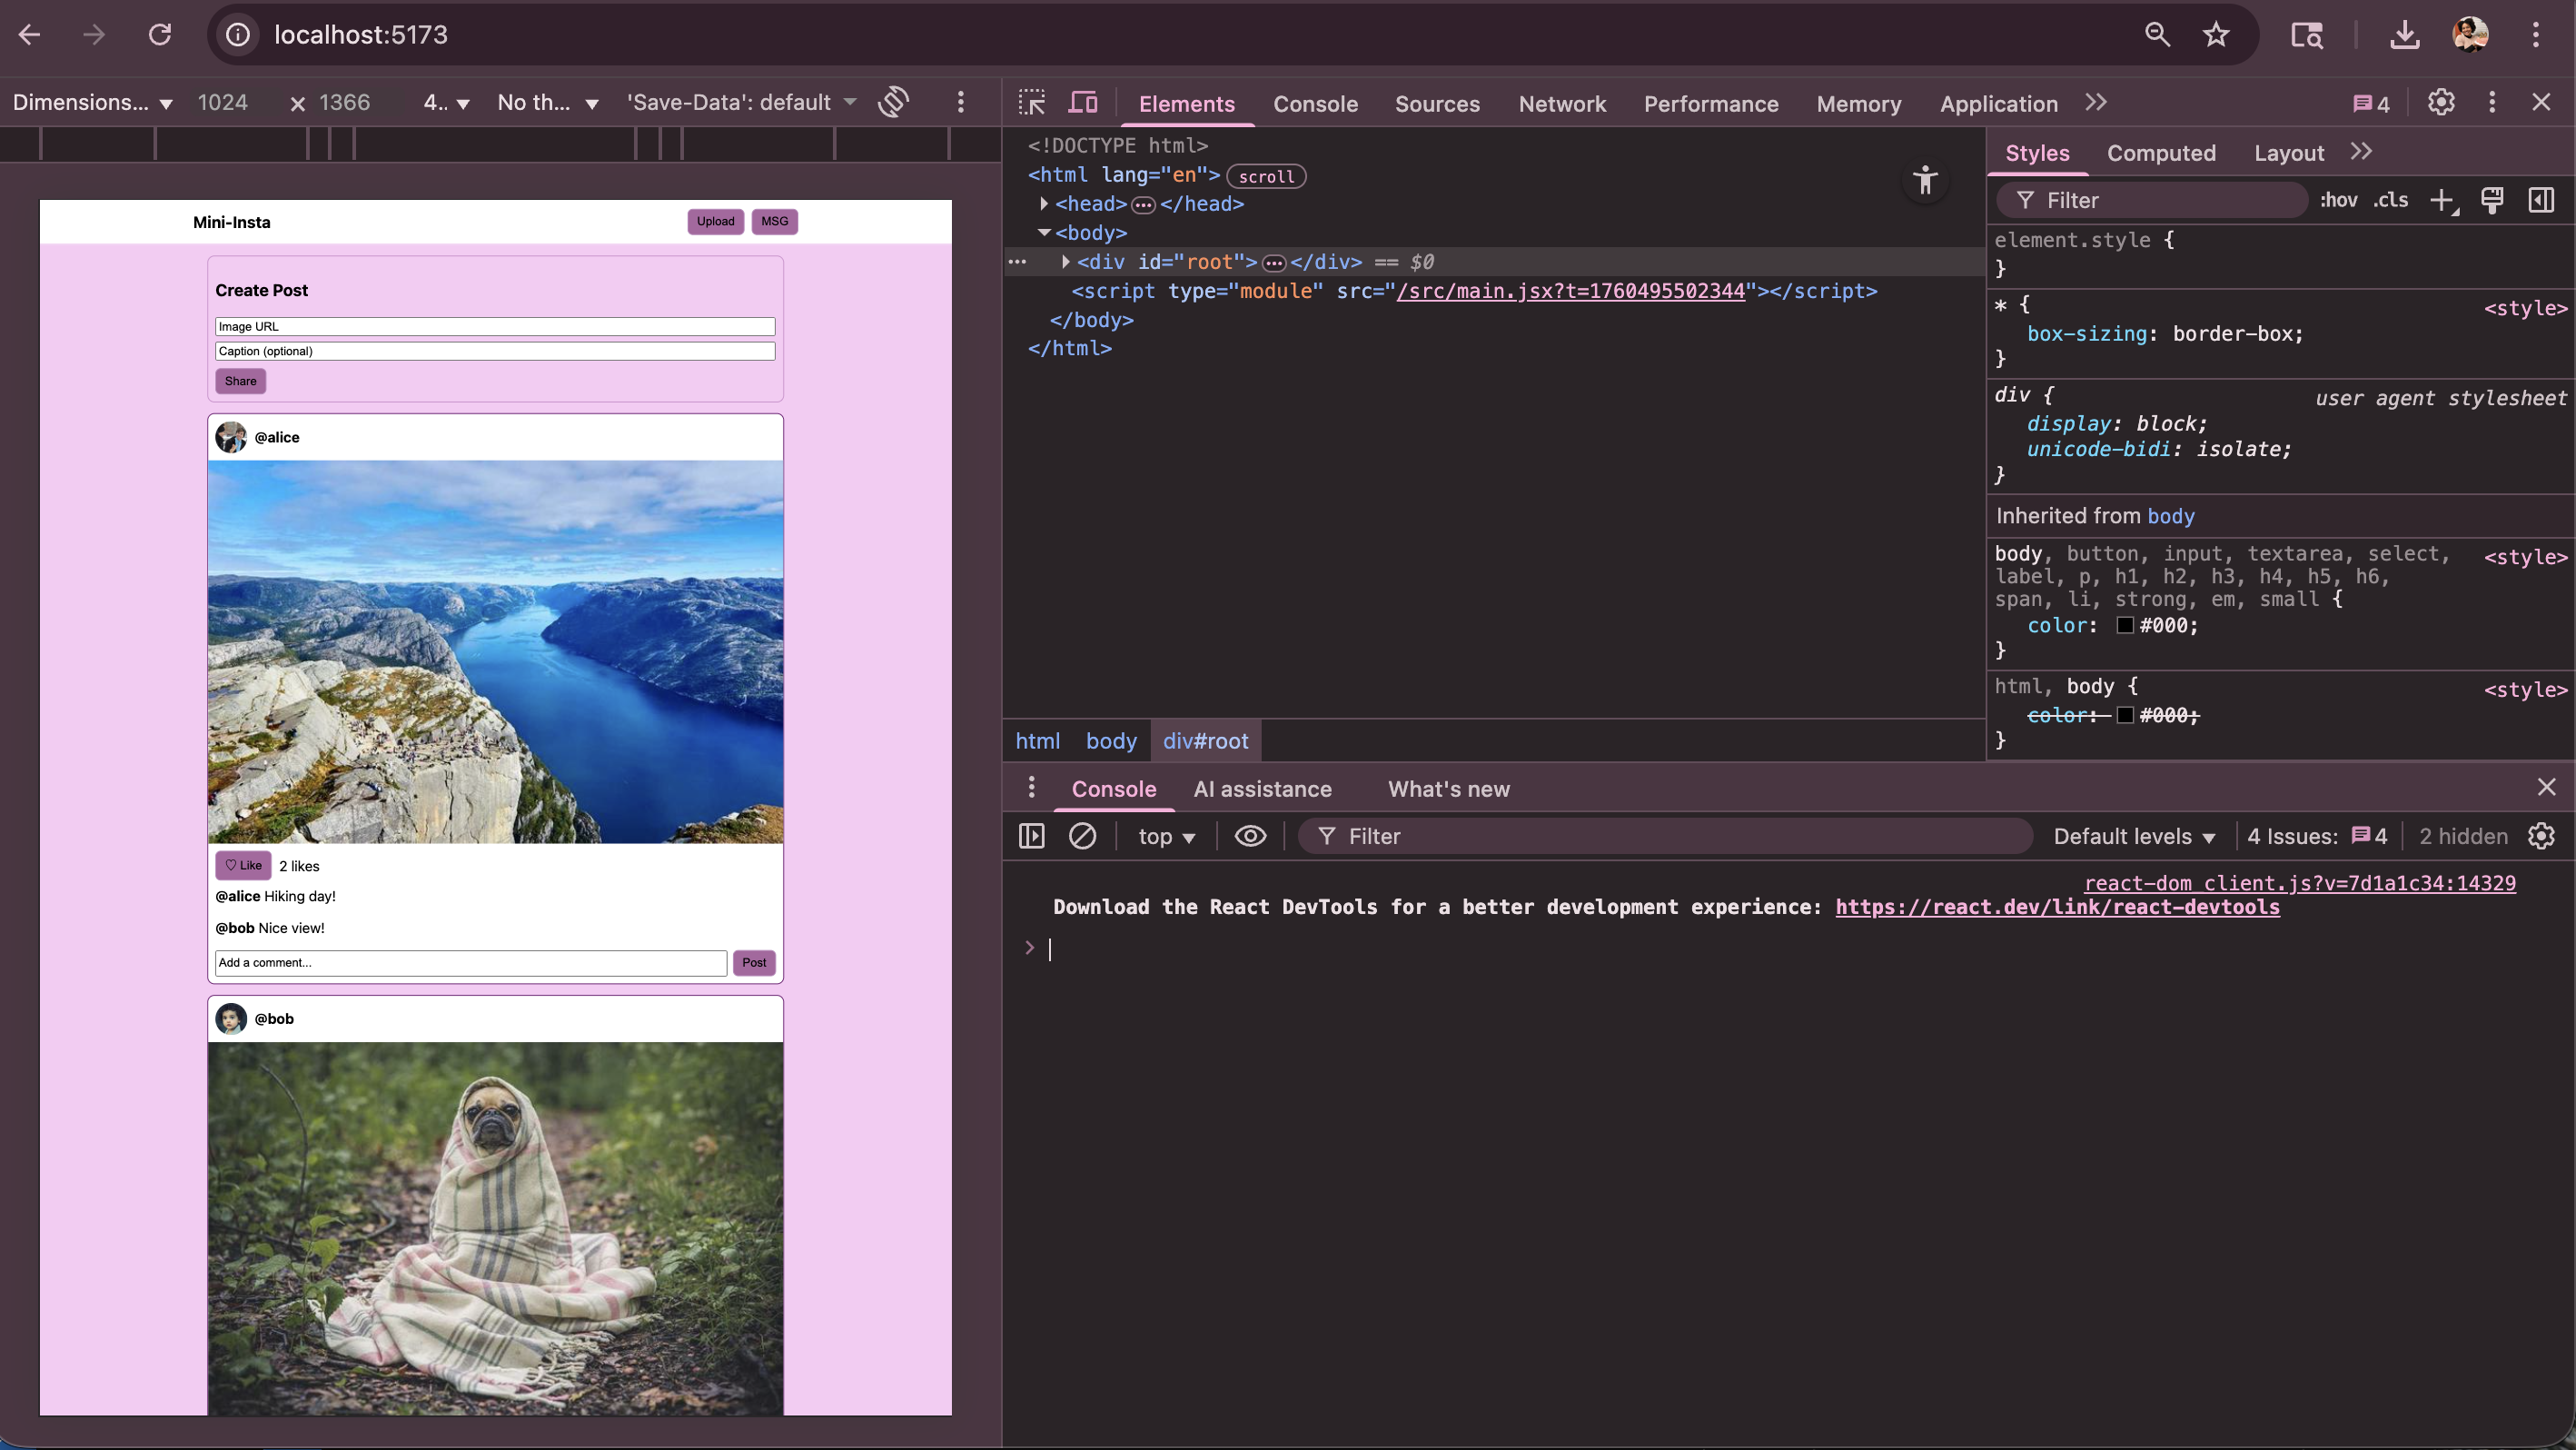 localhost:5173
Dimensions... 1024 × 1366 4.. No th... 'Save-Data': default
Elements Console Sources Network Performance Memory Application 4
Mini-Insta Upload MSG
Create Post
Image URL
Caption (optional)
Share
@alice
♡ Like 2 likes
@alice Hiking day!
@bob Nice view!
Add a comment... Post
@bob
<!DOCTYPE html>
<html lang="en"> scroll
<head> ... </head>
<body>
... <div id="root"> ... </div> == $0
<script type="module" src="/src/main.jsx?t=1760495502344"></script>
</body>
</html>
html body div#root
Styles Computed Layout
Filter :hov .cls
element.style {
}
* { <style>
box-sizing: border-box;
}
div { user agent stylesheet
display: block;
unicode-bidi: isolate;
}
Inherited from body
body, button, input, textarea, select, <style>
label, p, h1, h2, h3, h4, h5, h6,
span, li, strong, em, small {
color: #000;
}
html, body { <style>
color: #000;
}
Console AI assistance What's new
top Filter Default levels 4 Issues: 4 2 hidden
react-dom_client.js?v=7d1a1c34:14329
Download the React DevTools for a better development experience: https://react.dev/link/react-devtools
>